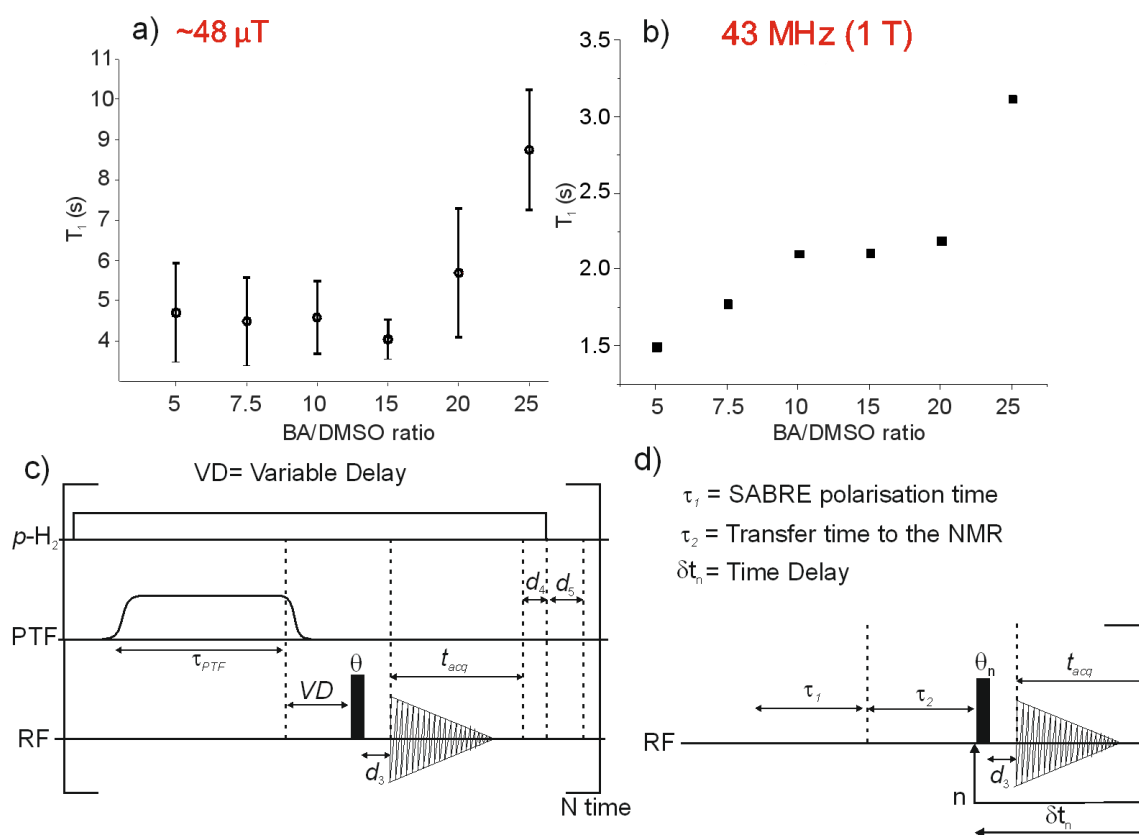 a) ~48 μT
11
10
9
8
7
6
5
4
T₁ (s)
5 7.5 10 15 20 25
BA/DMSO ratio
b) 43 MHz (1 T)
3.5
3.0
2.5
2.0
1.5
T₁ (s)
5 7.5 10 15 20 25
BA/DMSO ratio
c) VD= Variable Delay
p-H₂
d₄ d₅
PTF
τPTF
θ
tacq
VD
RF
d₃
N time
d)
τ₁ = SABRE polarisation time
τ₂ = Transfer time to the NMR
δtₙ = Time Delay
θₙ
tacq
τ₁ τ₂
RF
d₃
n
δtₙ